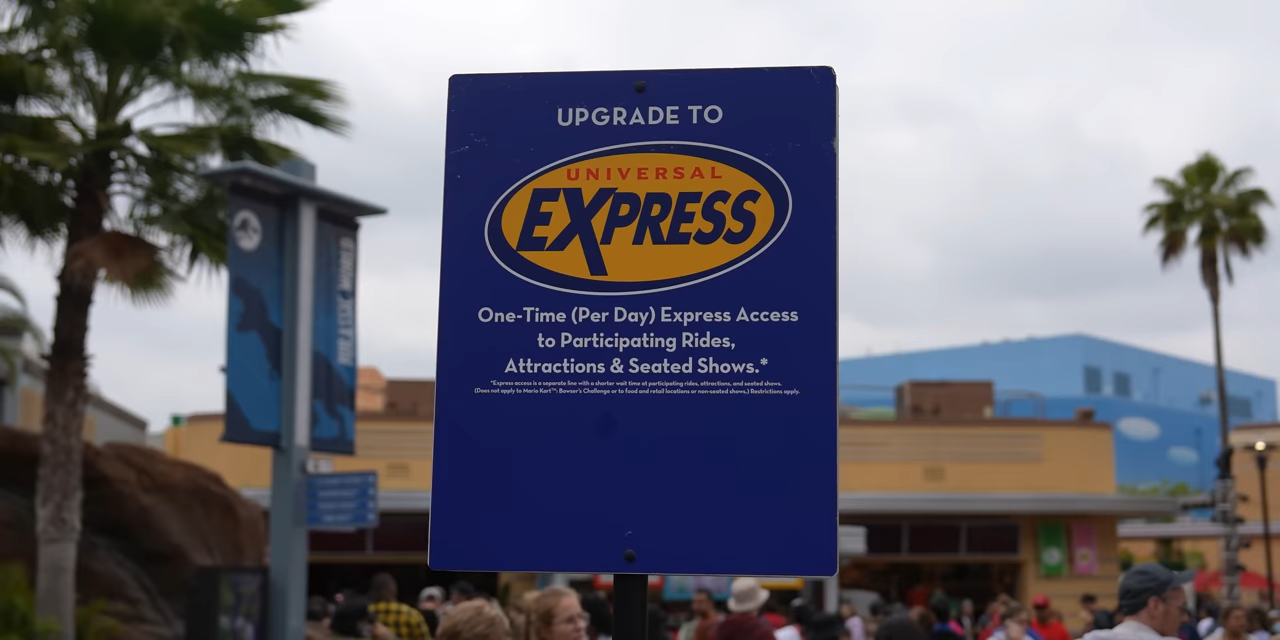 UPGRADE TO
UNIVERSAL
EXPRESS
One-Time (Per Day) Express Access
to Participating Rides,
Attractions & Seated Shows.*
*Express access is a separate line with a shorter wait time at participating rides, attractions, and seated shows.
(Does not apply to Mario Kart™: Bowser's Challenge or to food and retail locations or non-seated shows.) Restrictions apply.